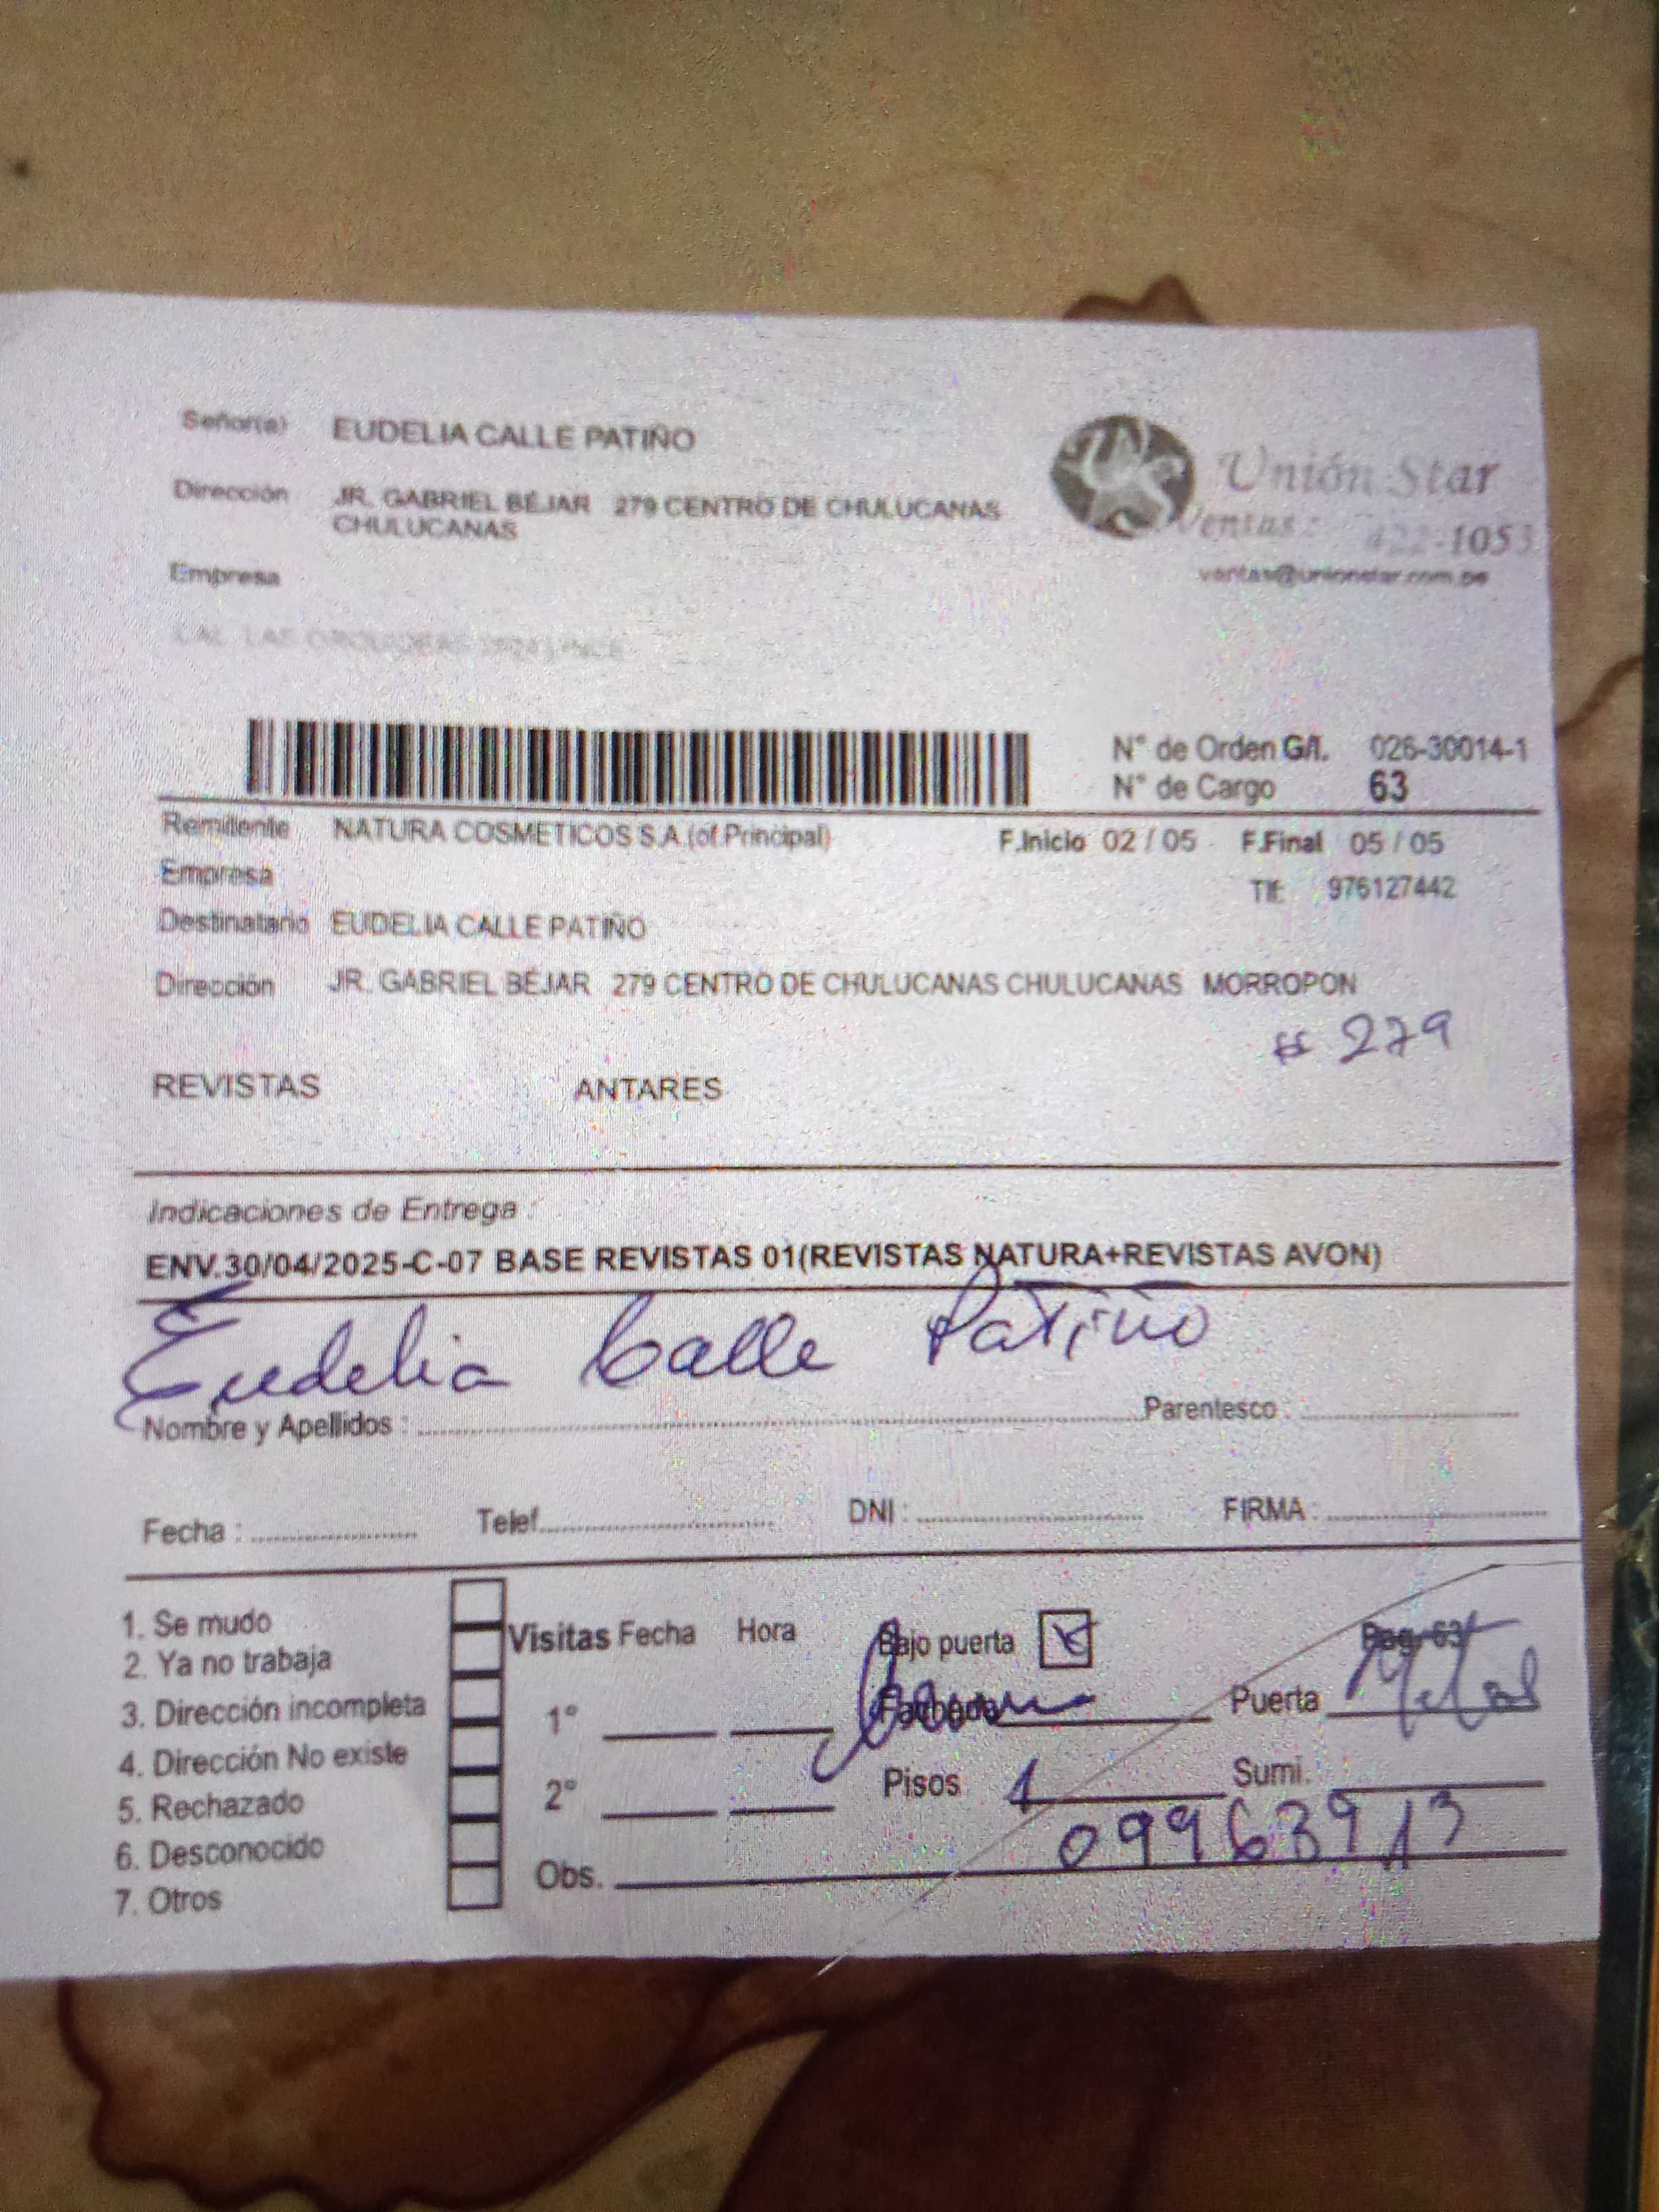 Señor(a) EUDELIA CALLE PATIÑO
Dirección JR. GABRIEL BÉJAR 279 CENTRO DE CHULUCANAS
CHULUCANAS
Empresa
Unión Star
Ventas: 422-1053
ventas@unionstar.com.pe
N° de Orden G/I. 026-30014-1
N° de Cargo 63
Remitente NATURA COSMETICOS S.A.(of.Principal) F.Inicio 02 / 05 F.Final 05 / 05
Empresa Tlf: 976127442
Destinatario EUDELIA CALLE PATIÑO
Dirección JR. GABRIEL BÉJAR 279 CENTRO DE CHULUCANAS CHULUCANAS MORROPON
# 279
REVISTAS ANTARES
Indicaciones de Entrega :
ENV.30/04/2025-C-07 BASE REVISTAS 01(REVISTAS NATURA+REVISTAS AVON)
Eudelia Calle Patiño
Nombre y Apellidos : Parentesco :
Fecha : Telef. DNI : FIRMA :
1. Se mudo
2. Ya no trabaja
3. Dirección incompleta
4. Dirección No existe
5. Rechazado
6. Desconocido
7. Otros
Visitas Fecha Hora
1°
2°
Obs.
Bajo puerta
Pag. 63
Fachada
Puerta Metal
Pisos 1 Sumi.
09963913